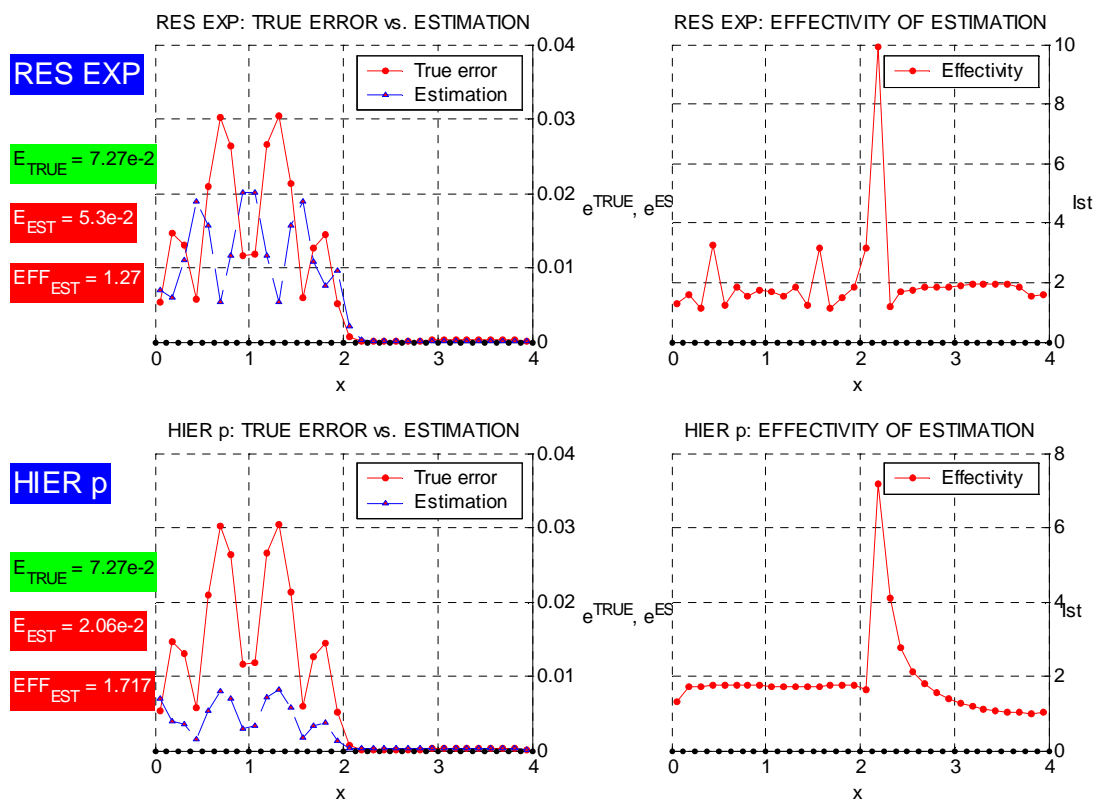 RES EXP: TRUE ERROR vs. ESTIMATION
RES EXP
E_TRUE = 7.27e-2
E_EST = 5.3e-2
EFF_EST = 1.27
True error
Estimation
0.04
0.03
0.02
0.01
0
0 1 2 3 4
x
e^TRUE, e^ES
RES EXP: EFFECTIVITY OF ESTIMATION
Effectivity
10
8
6
4
2
0
0 1 2 3 4
x
Ist
HIER p: TRUE ERROR vs. ESTIMATION
HIER p
E_TRUE = 7.27e-2
E_EST = 2.06e-2
EFF_EST = 1.717
True error
Estimation
0.04
0.03
0.02
0.01
0
0 1 2 3 4
x
e^TRUE, e^ES
HIER p: EFFECTIVITY OF ESTIMATION
Effectivity
8
6
4
2
0
0 1 2 3 4
x
Ist